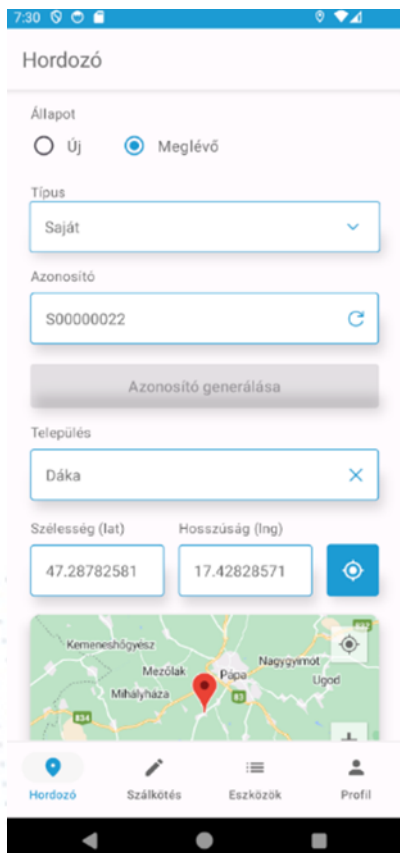 7:30
Hordozó
Állapot
Új Meglévő
Típus
Saját
Azonosító
S00000022
Azonosító generálása
Település
Dáka
Szélesség (lat) Hosszúság (lng)
47.28782581 17.42828571
832
Kemeneshőgyész
Nagygyimót
Mezőlak Pápa
Ugod
Mihályháza
83
834
Hordozó Szálkötés Eszközök Profil